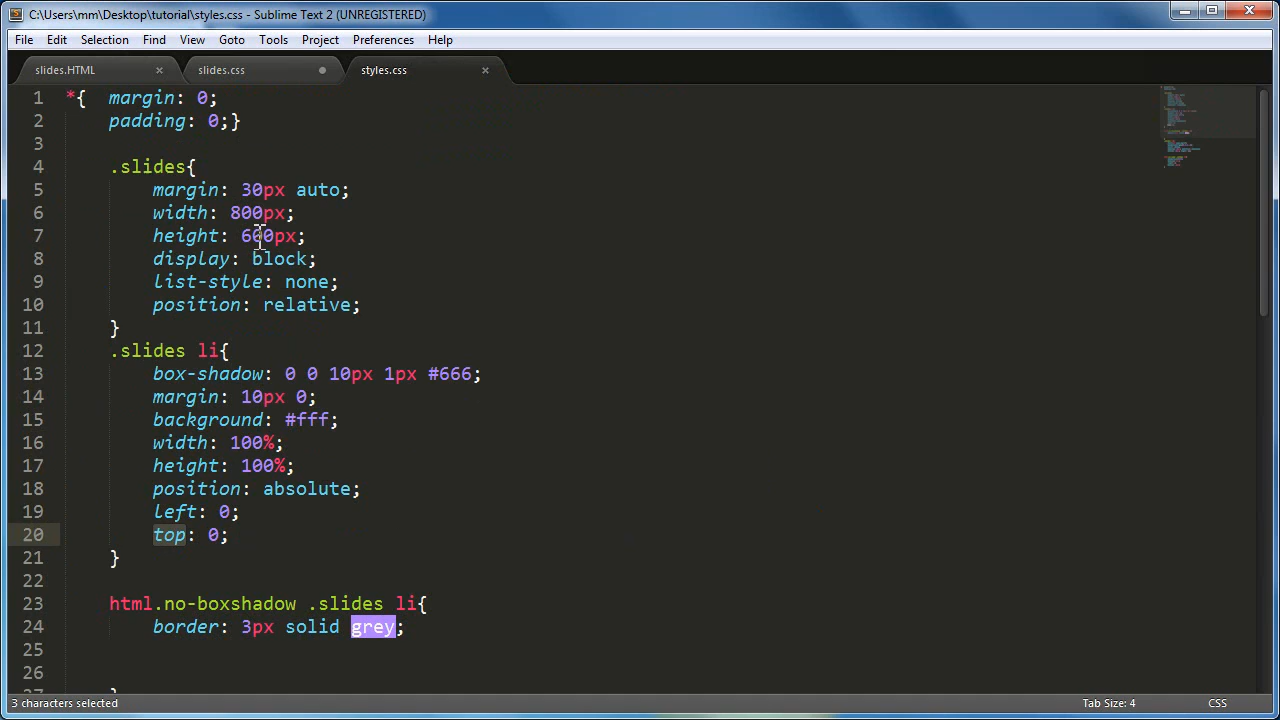 C:\Users\mm\Desktop\tutorial\styles.css - Sublime Text 2 (UNREGISTERED)
File Edit Selection Find View Goto Tools Project Preferences Help
slides.HTML × slides.css styles.css ×
1 *{ margin: 0;
2 padding: 0;}
3
4 .slides{
5 margin: 30px auto;
6 width: 800px;
7 height: 600px;
8 display: block;
9 list-style: none;
10 position: relative;
11 }
12 .slides li{
13 box-shadow: 0 0 10px 1px #666;
14 margin: 10px 0;
15 background: #fff;
16 width: 100%;
17 height: 100%;
18 position: absolute;
19 left: 0;
20 top: 0;
21 }
22
23 html.no-boxshadow .slides li{
24 border: 3px solid grey;
25
26
27 }
3 characters selected Tab Size: 4 CSS